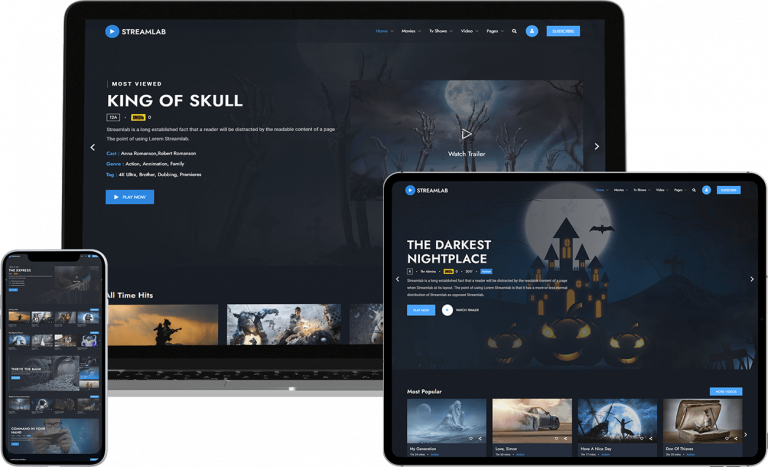 STREAMLAB
Home Movies Tv Shows Video Pages SUBSCRIBE
MOST VIEWED
KING OF SKULL
12A IMDb 0
Streamlab is a long established fact that a reader will be distracted by the readable content of a page
The point of using Lorem Streamlab.
Cast : Anna Romanson,Robert Romanson
Genre : Action, Annimation, Family
Tag : 4K Ultra, Brother, Dubbing, Premieres
PLAY NOW
Watch Trailer
All Time Hits
STREAMLAB
Home Movies Tv Shows Video Pages SUBSCRIBE
THE DARKEST
NIGHTPLACE
0 2017 Action
Streamlab is a long established fact that a reader will be distracted by the readable content of a page
when Streamlab at its layout. The point of using Lorem Streamlab is that it has a more-or-less normal
distribution of Streamlab as opposed Streamlab.
PLAY NOW WATCH TRAILER
Most Popular
MORE VIDEOS
My Generation
Love, Simon
Have A Nice Day
Dav Of Thieves
THE EXPRESS
COMMAND IN YOUR
HAND